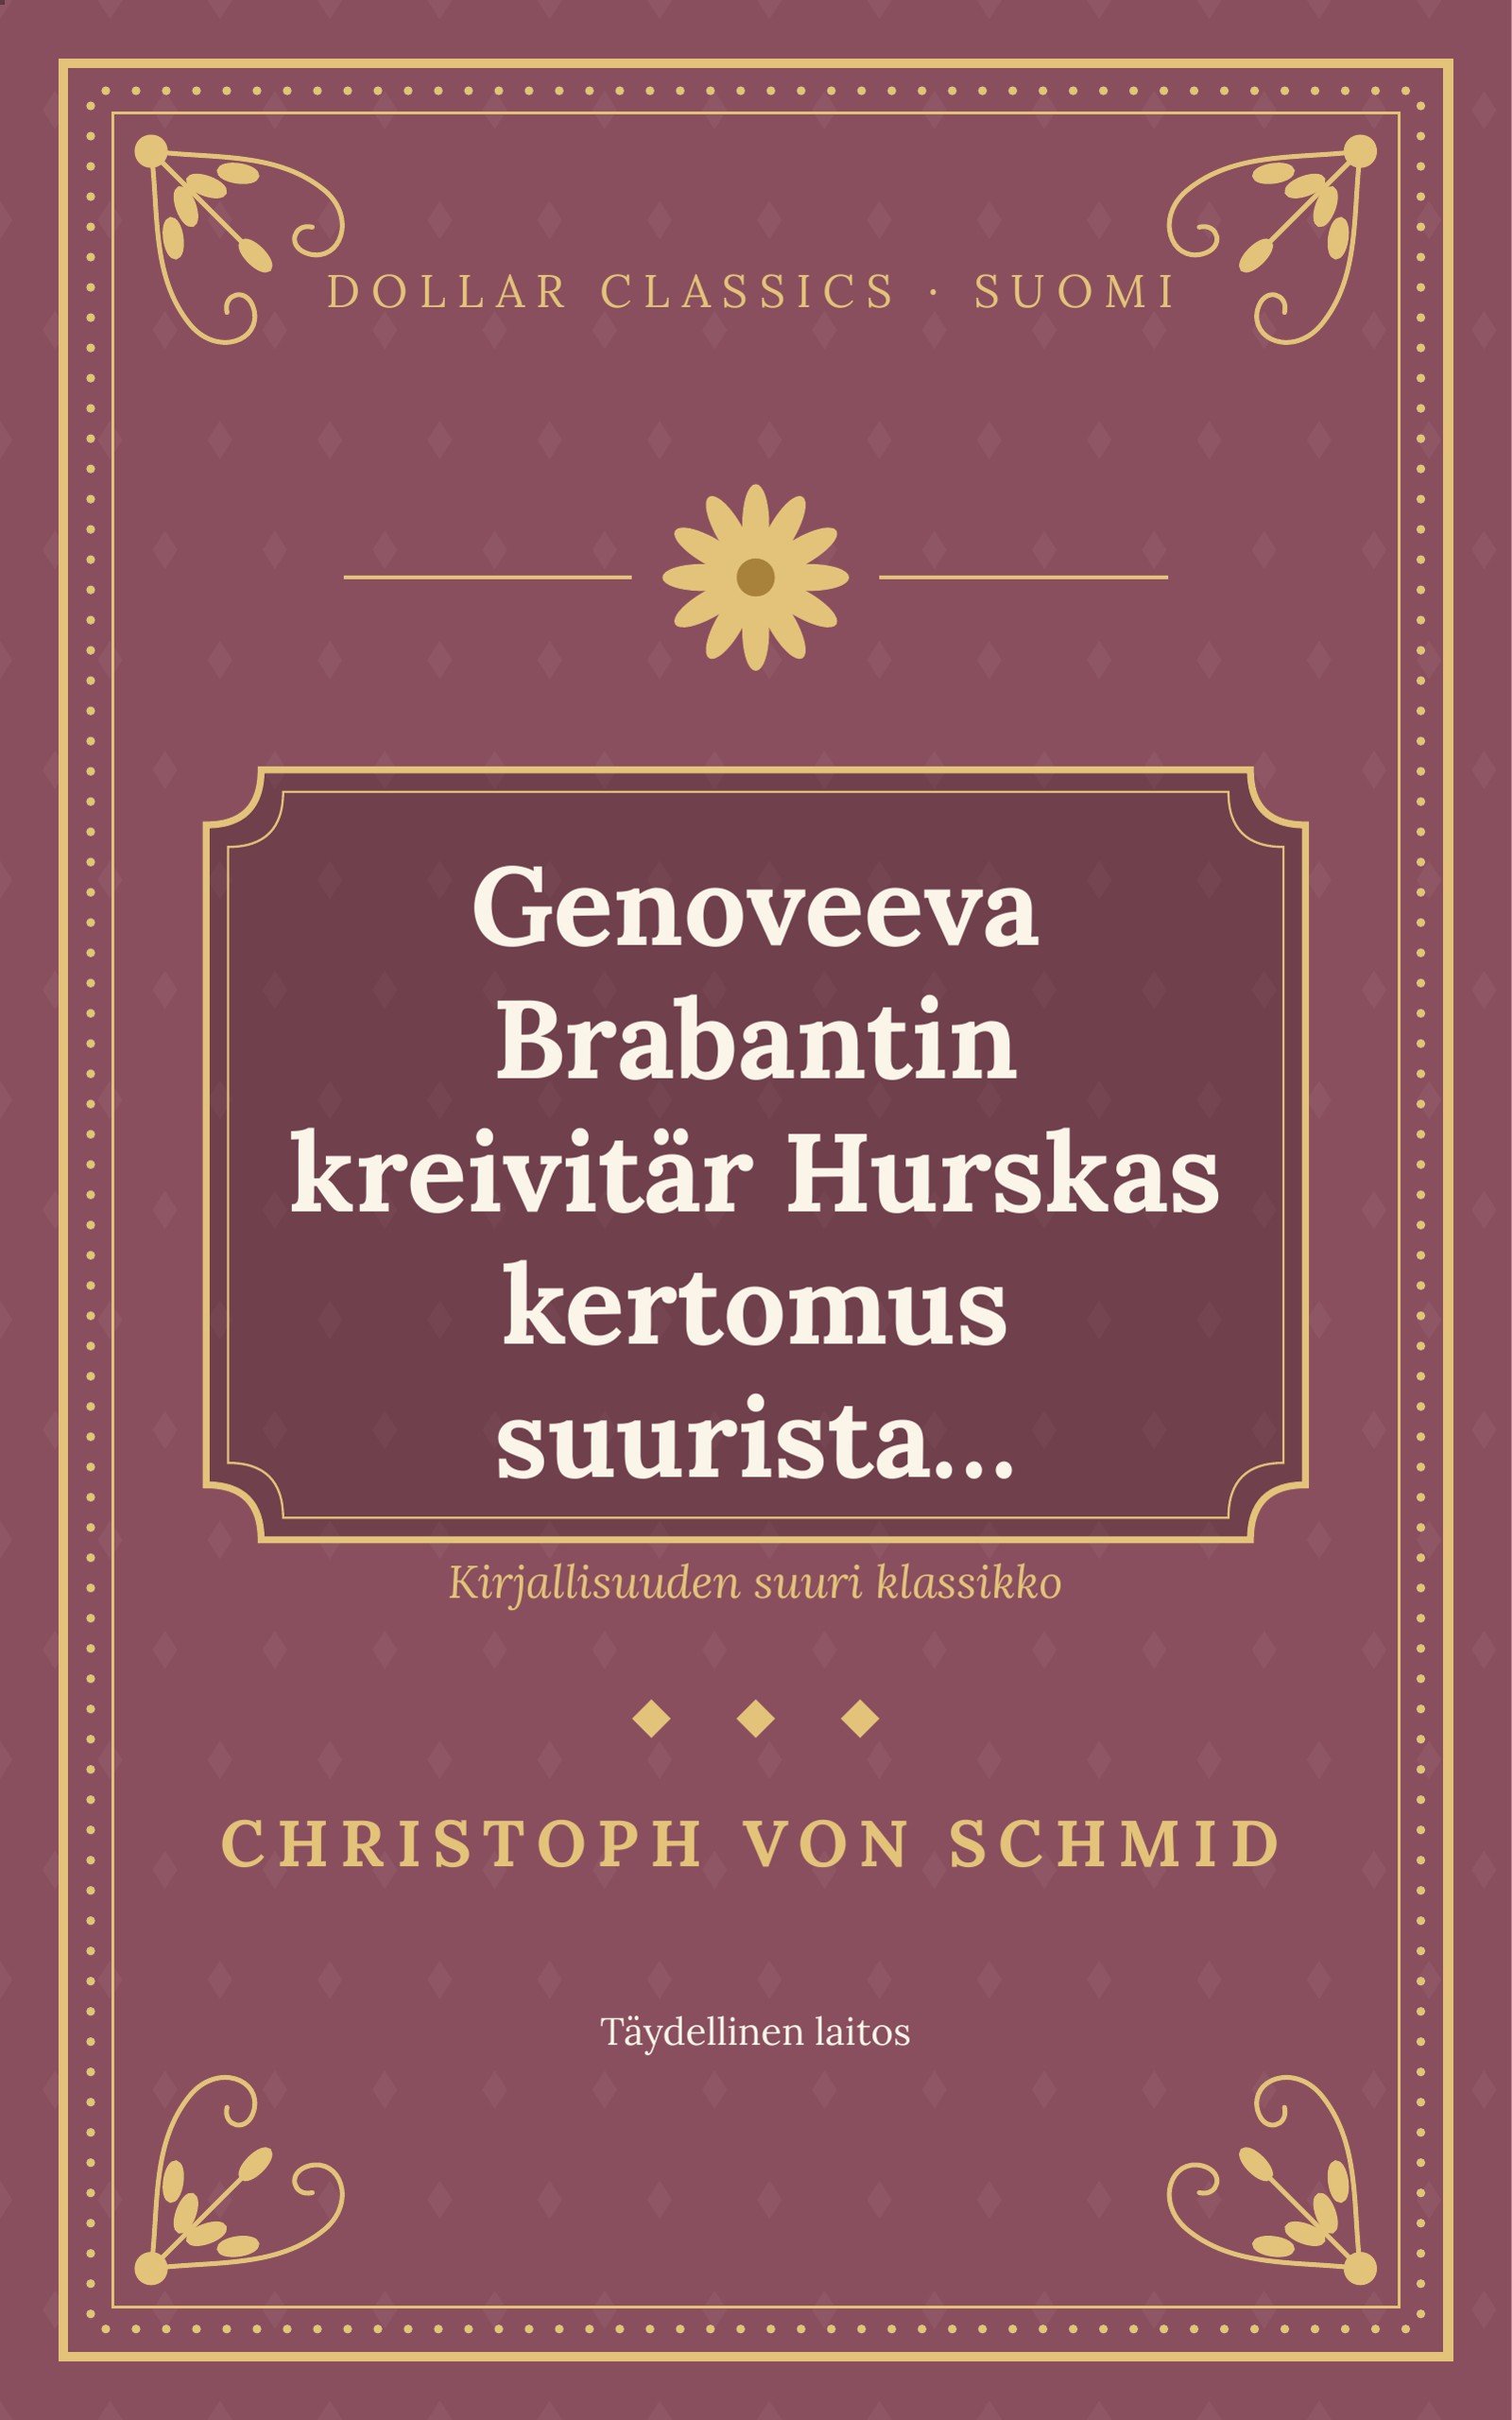 DOLLAR CLASSICS · SUOMI
Genoveeva
Brabantin
kreivitär Hurskas
kertomus
suurista...
Kirjallisuuden suuri klassikko
CHRISTOPH VON SCHMID
Täydellinen laitos